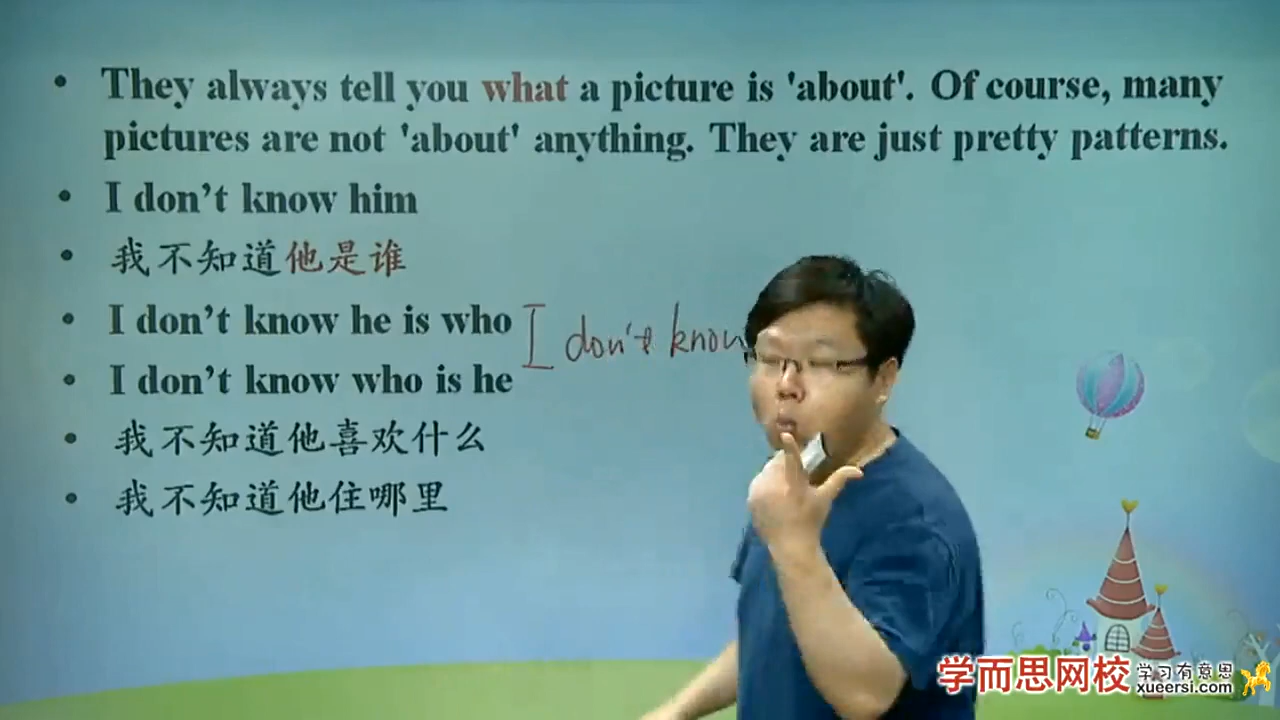 They always tell you what a picture is 'about'. Of course, many
pictures are not 'about' anything. They are just pretty patterns.
I don't know him
我不知道他是谁
I don't know he is who
I don't know
I don't know who is he
我不知道他喜欢什么
我不知道他住哪里
学而思网校
学习有意思
xueersi.com